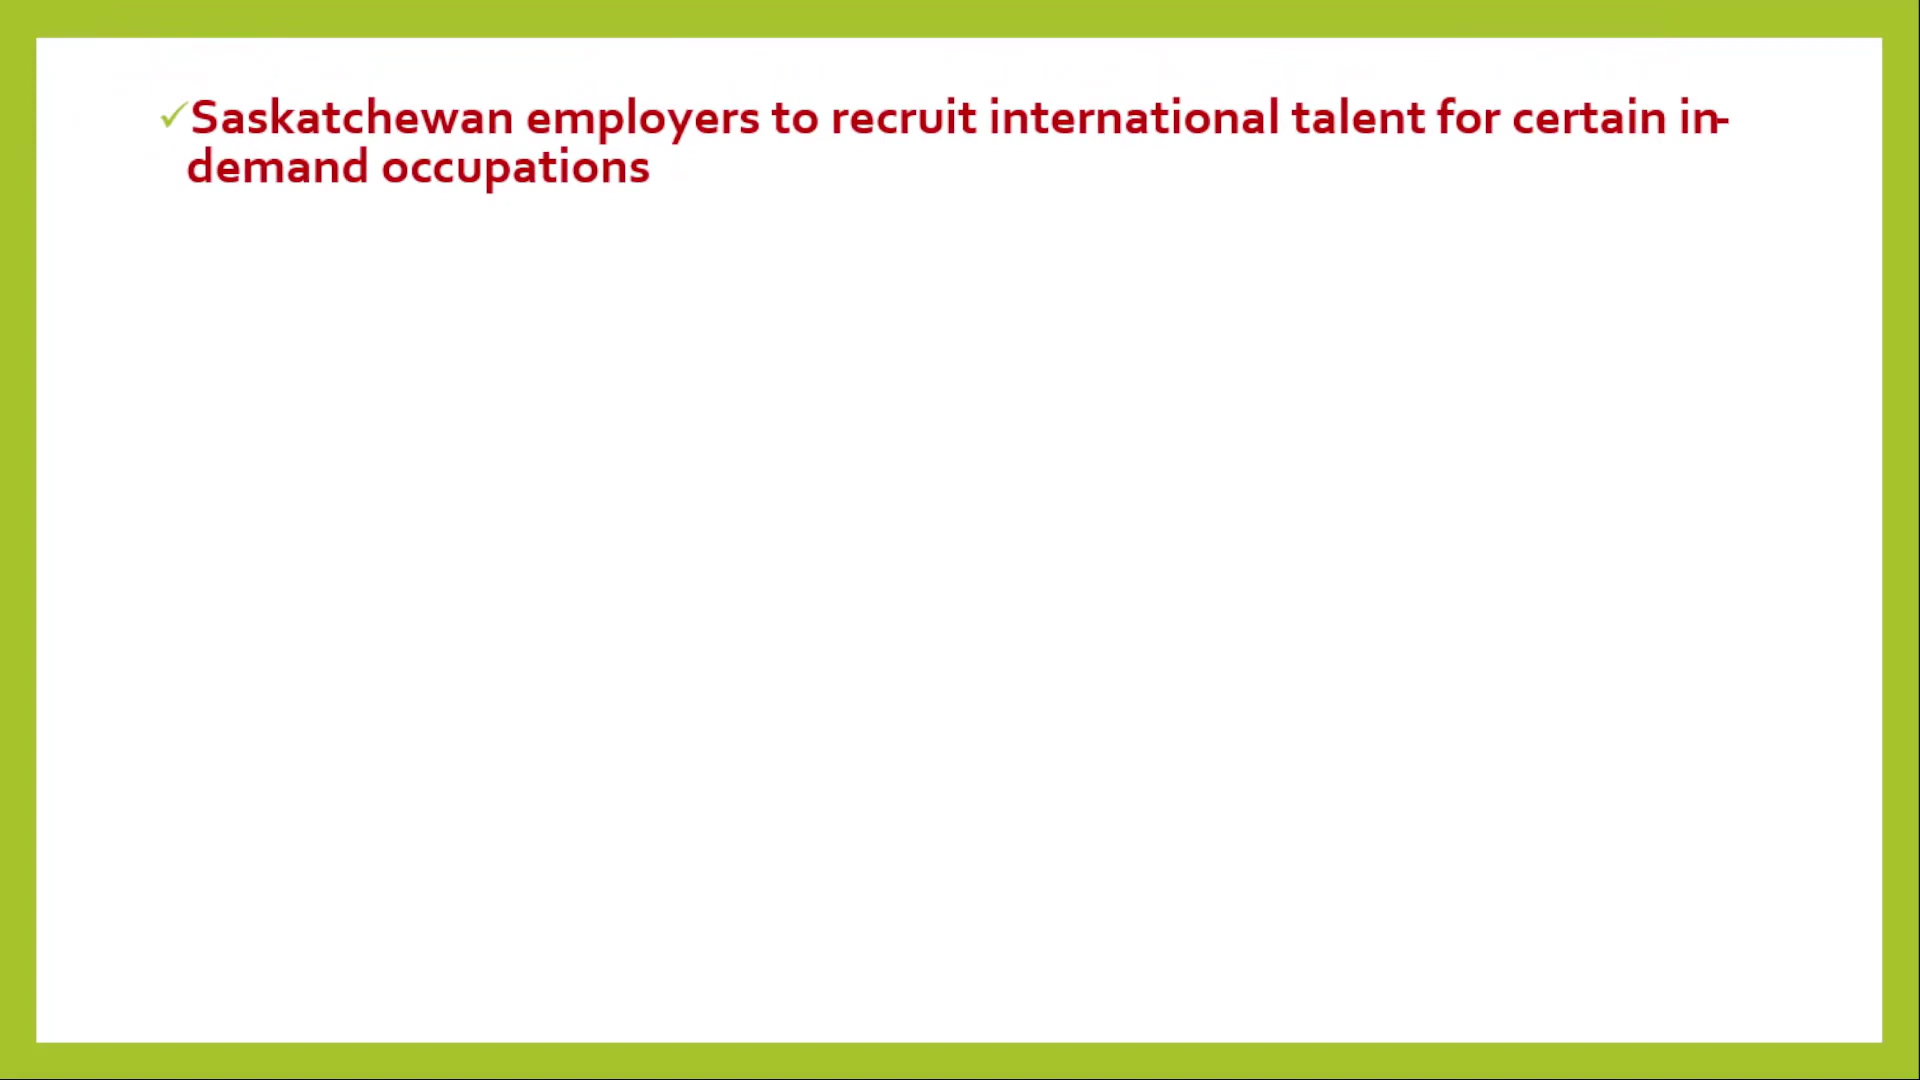 ✓Saskatchewan employers to recruit international talent for certain in-
demand occupations